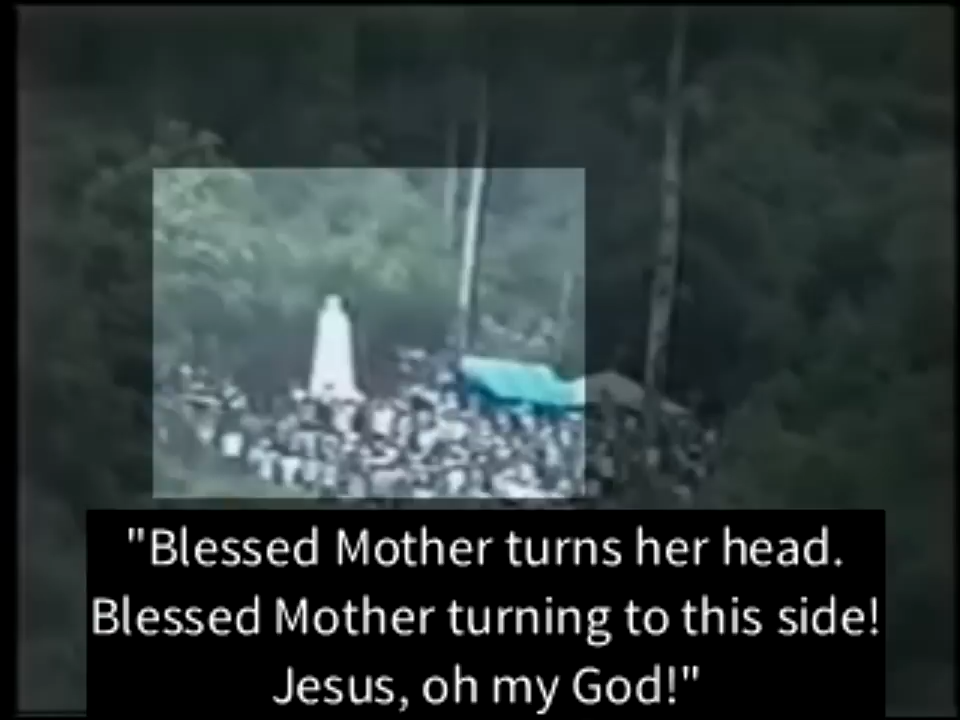 "Blessed Mother turns her head.
Blessed Mother turning to this side!
Jesus, oh my God!"